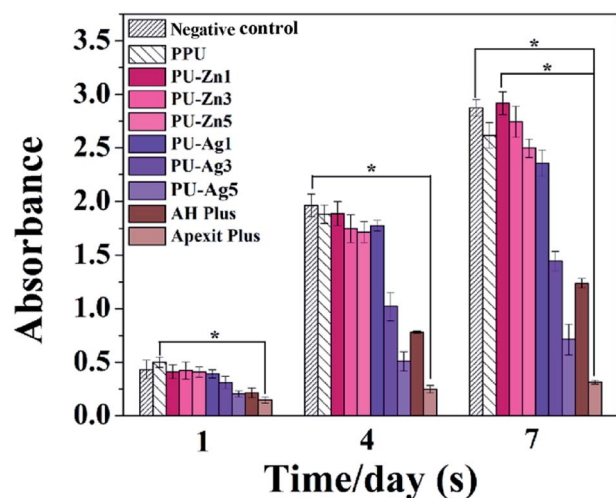 Absorbance
3.5
3.0
2.5
2.0
1.5
1.0
0.5
0.0
Negative control
PPU
PU-Zn1
PU-Zn3
PU-Zn5
PU-Ag1
PU-Ag3
PU-Ag5
AH Plus
Apexit Plus
*
*
*
*
1 4 7
Time/day (s)